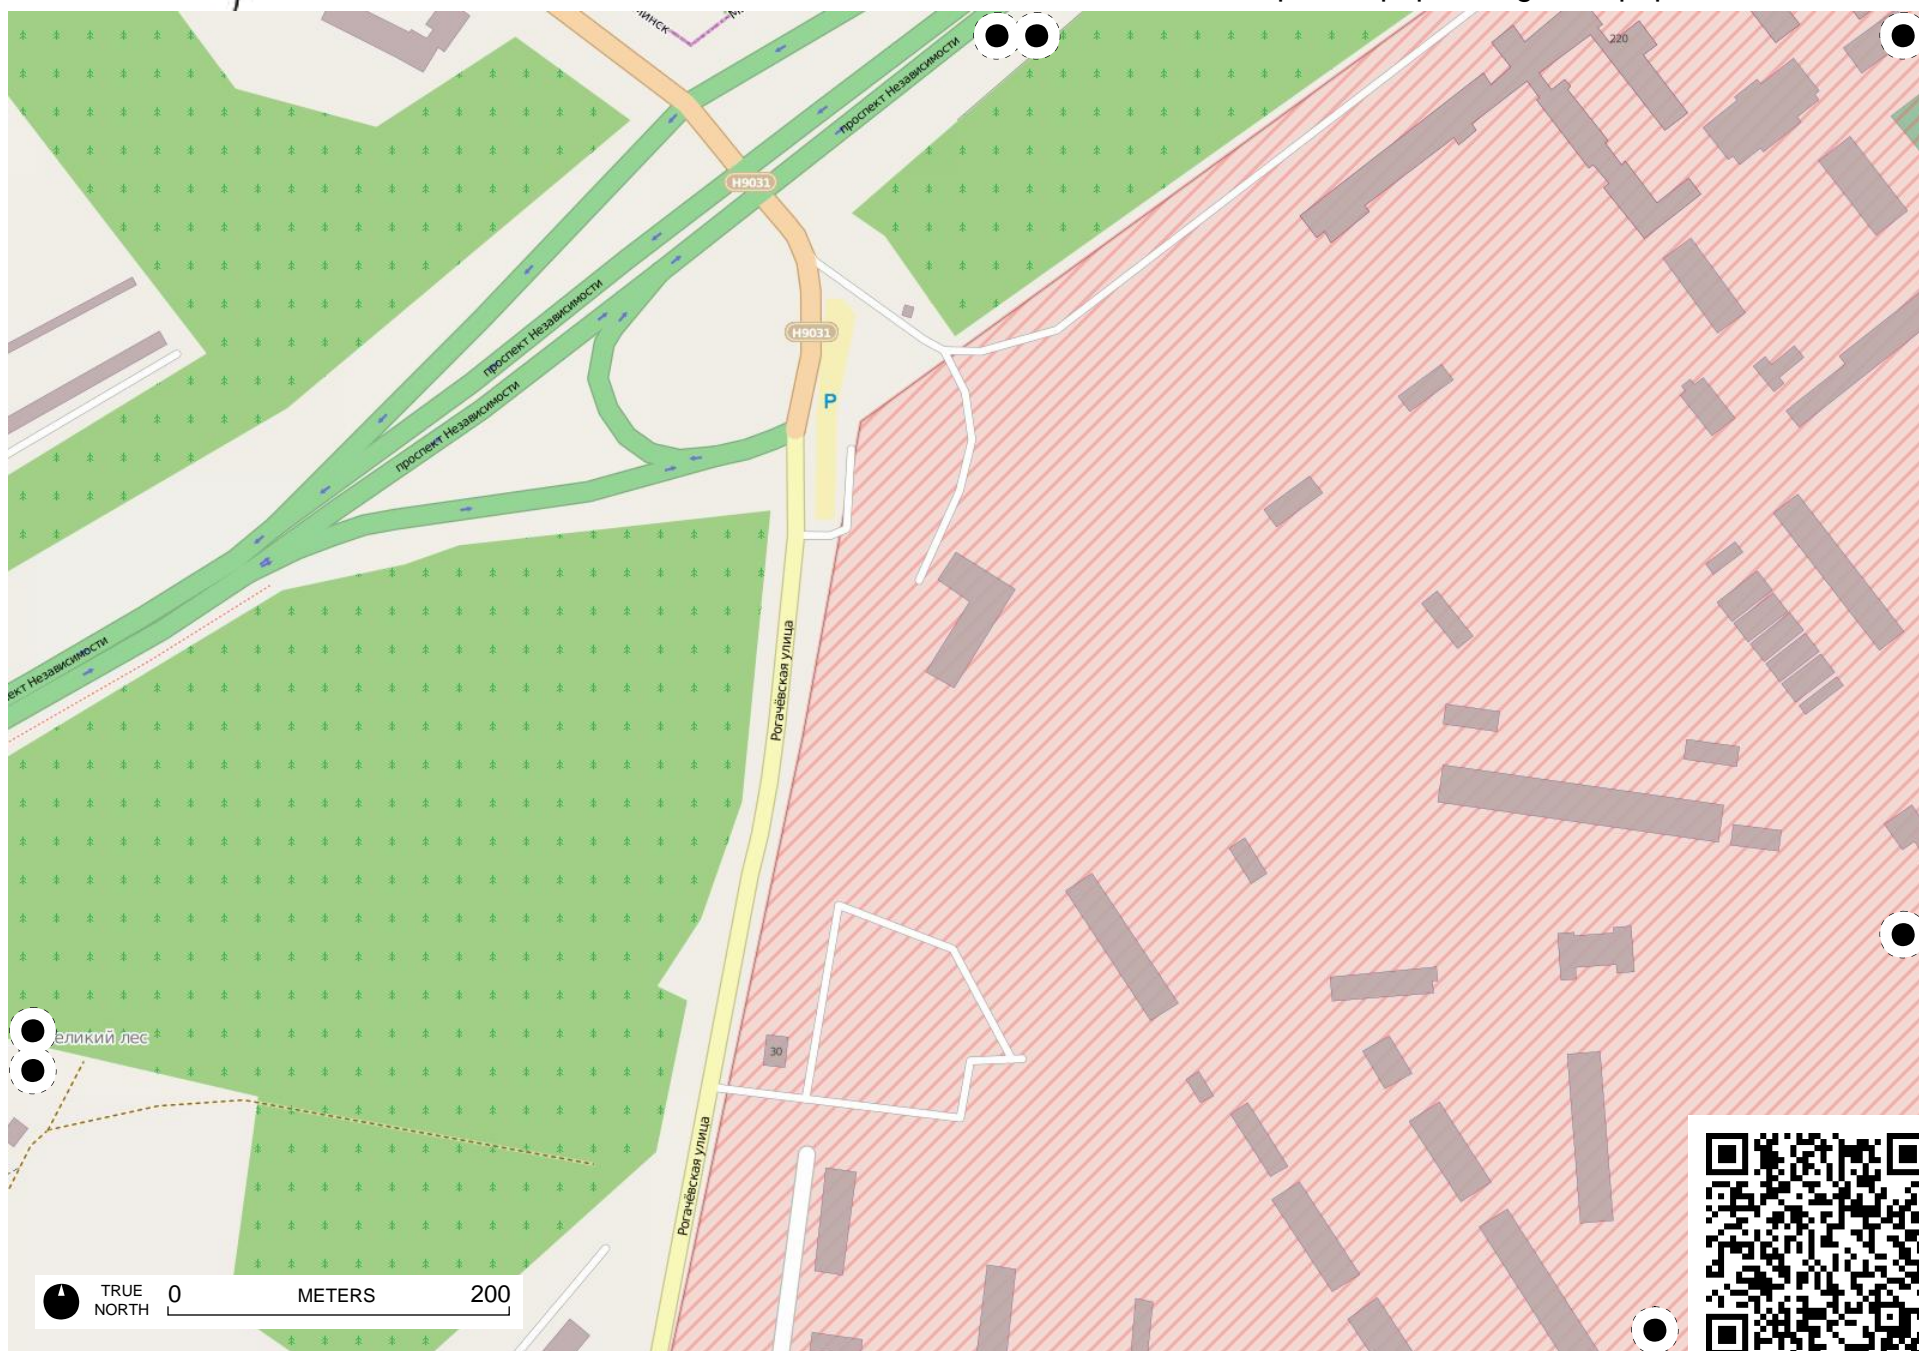 минск
проспект Независимости
220
H9031
проспект Независимости
H9031
проспект Независимости
P
Рогачёвская улица
ект Независимости
еликий лес
30
Рогачёвская улица
TRUE NORTH
0 METERS 200